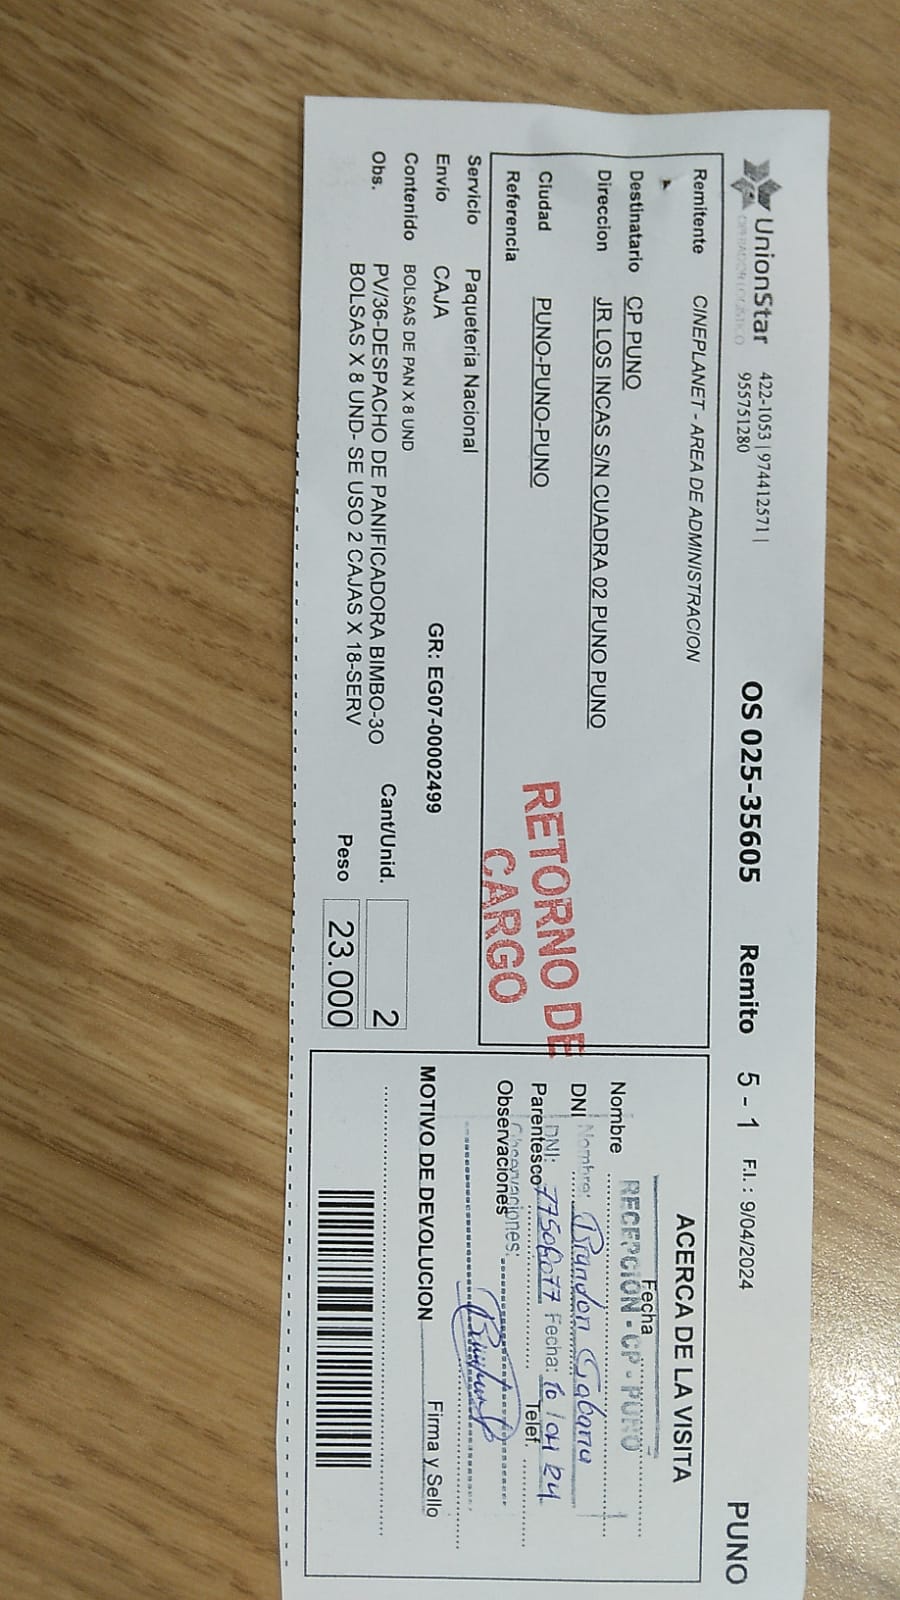 UnionStar
OPERADOR LOGISTICO
422-1053 | 974412571 |
955751280
OS 025-35605 Remito 5 - 1 F.I. : 9/04/2024 PUNO
Remitente CINEPLANET - AREA DE ADMINISTRACION
Destinatario CP PUNO
Direccion JR LOS INCAS S/N CUADRA 02 PUNO PUNO
Ciudad PUNO-PUNO-PUNO
Referencia
RETORNO DE
CARGO
Servicio Paqueteria Nacional
Envío CAJA GR: EG07-00002499
Contenido BOLSAS DE PAN X 8 UND
Obs. PV/36-DESPACHO DE PANIFICADORA BIMBO-3O
BOLSAS X 8 UND- SE USO 2 CAJAS X 18-SERV
Cant/Unid. 2
Peso 23.000
ACERCA DE LA VISITA
Fecha
RECEPCIÓN - CP - PUNO
Nombre
DNI
Nombre: Brandon
DNI: Fecha: 10/04/24
Parentesco Telef.
Observaciones:
Observaciones
MOTIVO DE DEVOLUCION
Firma y Sello